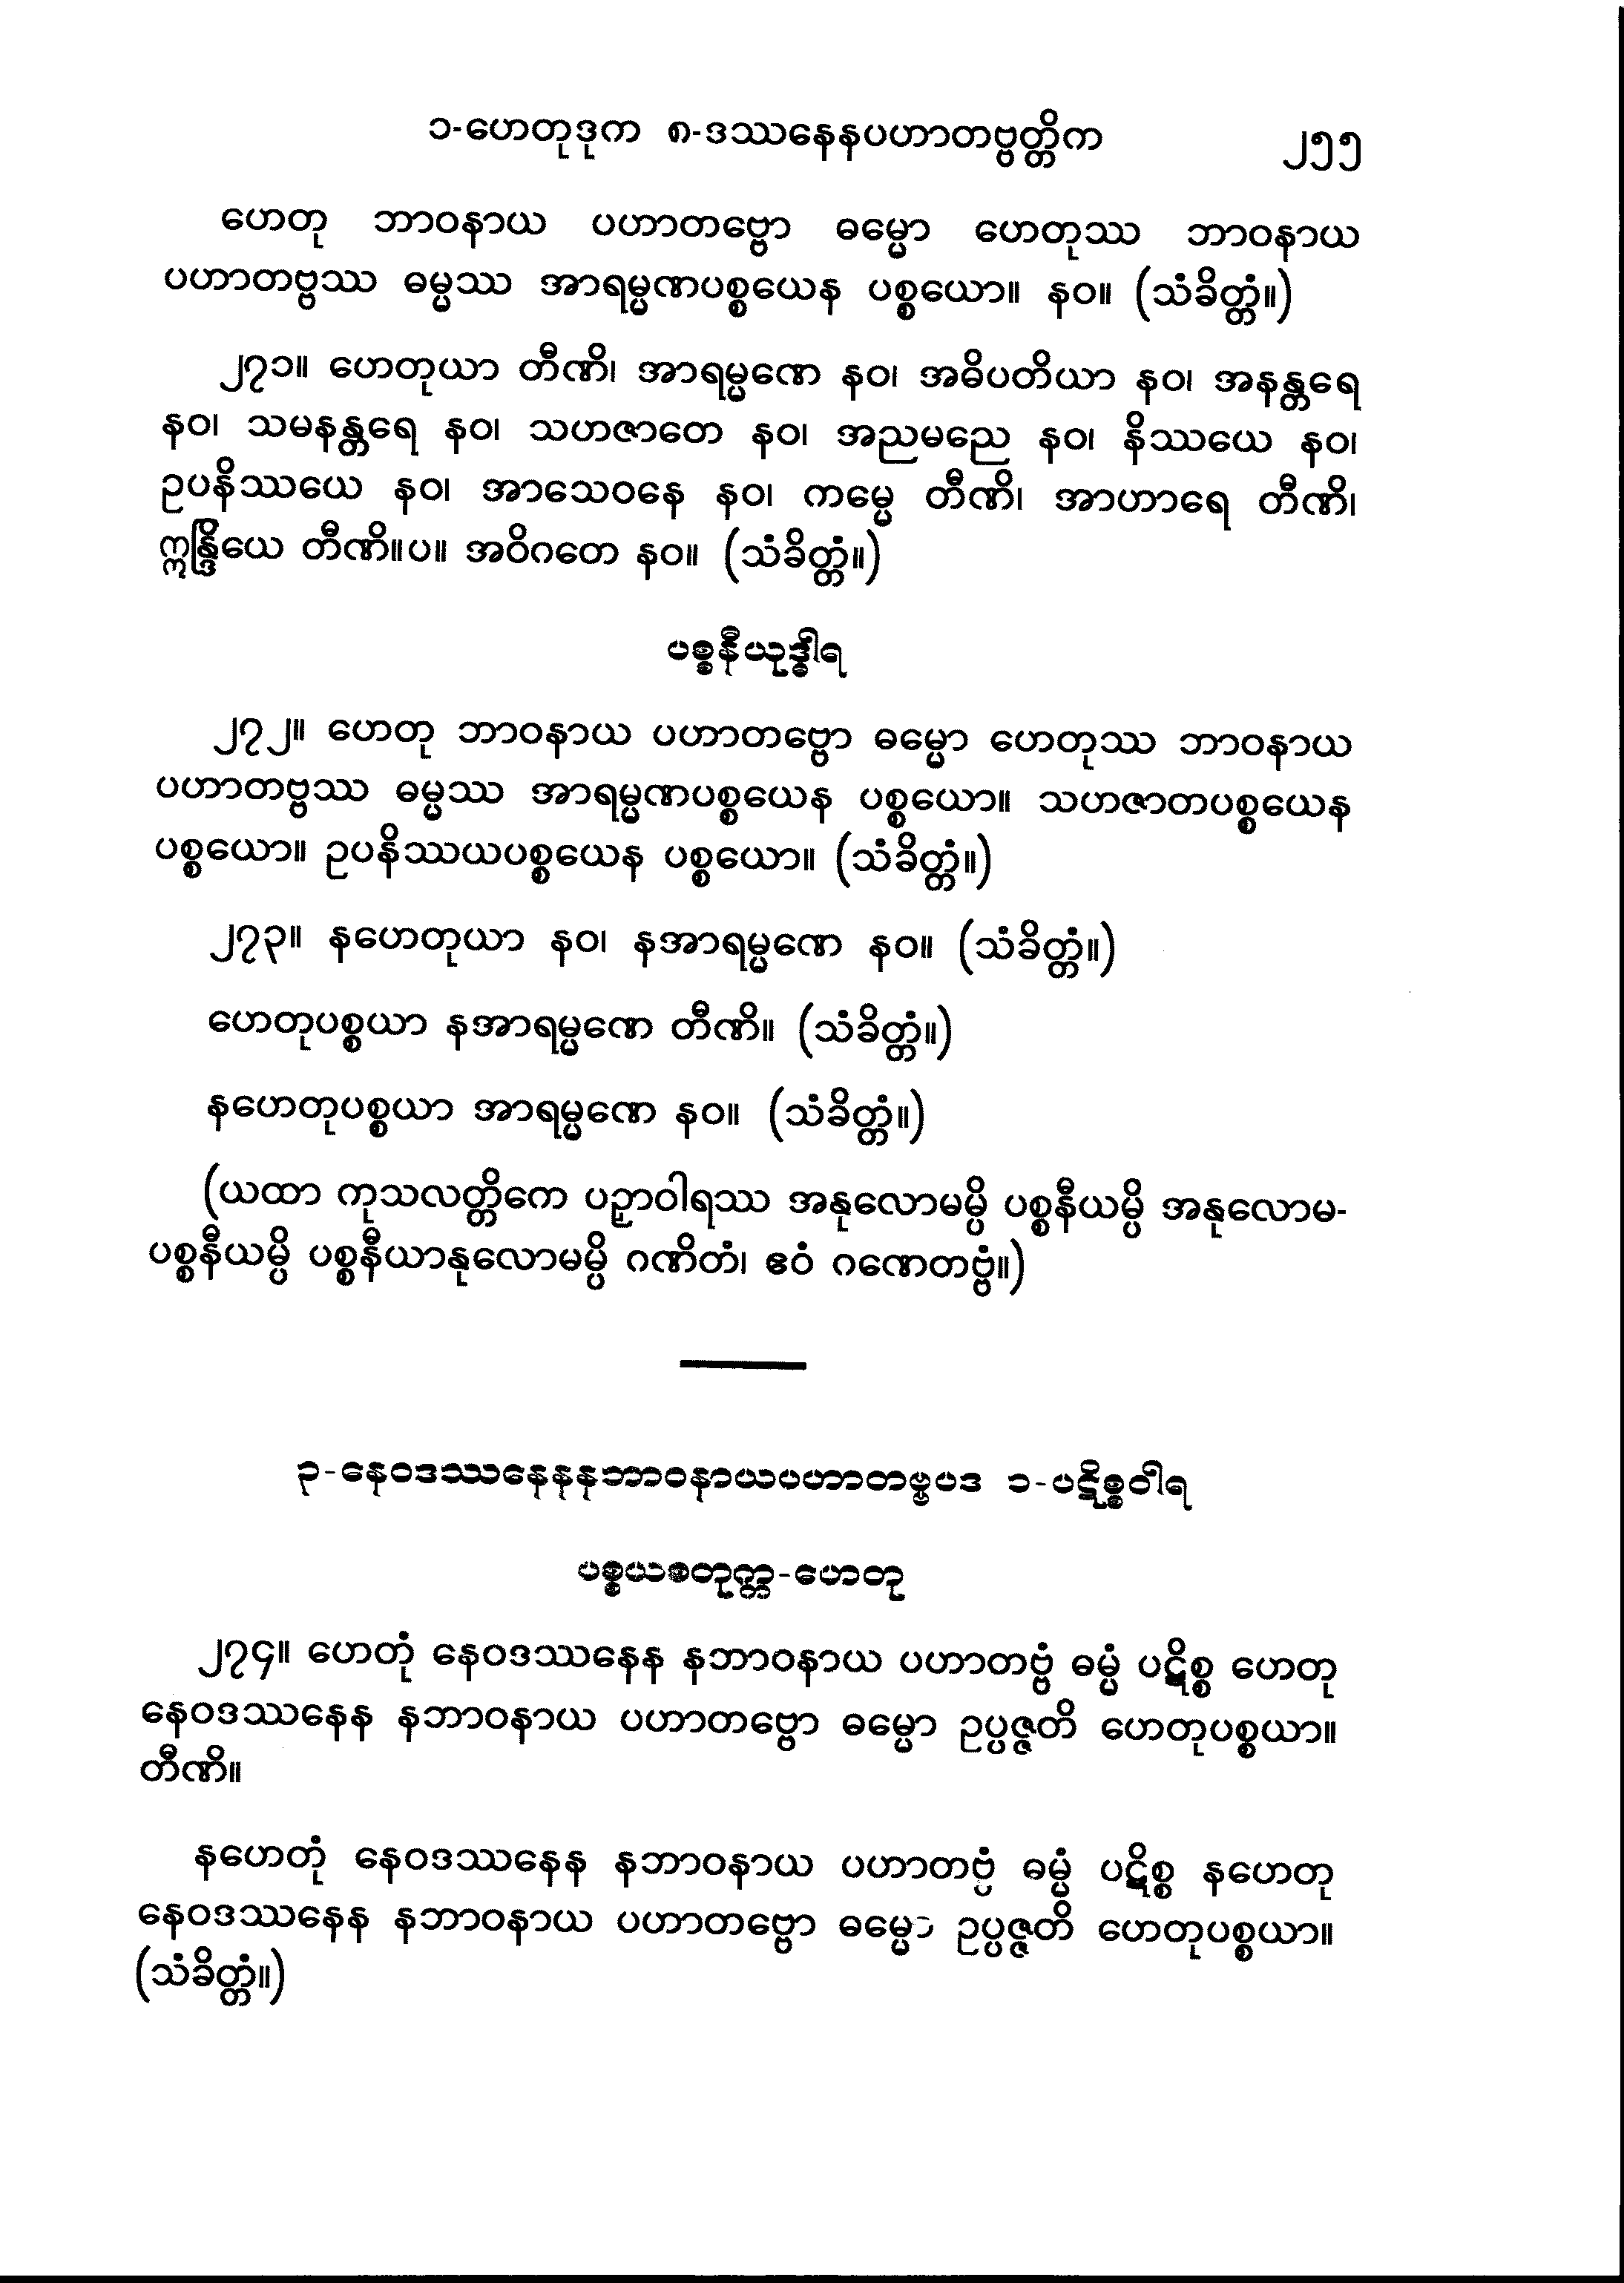 ၁-ဟေတုဒုက ၈-ဒဿနေနပဟာတဗ္ဗတ္တိက ၂၅၅
ဟေတု ဘာဝနာယ ပဟာတဗ္ဗော ဓမ္မော ဟေတုဿ ဘာဝနာယ
ပဟာတဗ္ဗဿ ဓမ္မဿ အာရမ္မဏပစ္စယေန ပစ္စယော။ နဝ။ (သံခိတ္တံ။)
၂၇၁။ ဟေတုယာ တီဏိ၊ အာရမ္မဏေ နဝ၊ အဓိပတိယာ နဝ၊ အနန္တရေ
နဝ၊ သမနန္တရေ နဝ၊ သဟဇာတေ နဝ၊ အညမညေ နဝ၊ နိဿယေ နဝ၊
ဥပနိဿယေ နဝ၊ အာသေဝနေ နဝ၊ ကမ္မေ တီဏိ၊ အာဟာရေ တီဏိ၊
ဣန္ဒြိယေ တီဏိ။ပ။ အဝိဂတေ နဝ။ (သံခိတ္တံ။)
ပစ္စနီယုဒ္ဓါရ
၂၇၂။ ဟေတု ဘာဝနာယ ပဟာတဗ္ဗော ဓမ္မော ဟေတုဿ ဘာဝနာယ
ပဟာတဗ္ဗဿ ဓမ္မဿ အာရမ္မဏပစ္စယေန ပစ္စယော။ သဟဇာတပစ္စယေန
ပစ္စယော။ ဥပနိဿယပစ္စယေန ပစ္စယော။ (သံခိတ္တံ။)
၂၇၃။ နဟေတုယာ နဝ၊ နအာရမ္မဏေ နဝ။ (သံခိတ္တံ။)
ဟေတုပစ္စယာ နအာရမ္မဏေ တီဏိ။ (သံခိတ္တံ။)
နဟေတုပစ္စယာ အာရမ္မဏေ နဝ။ (သံခိတ္တံ။)
(ယထာ ကုသလတ္တိကေ ပဉှာဝါရဿ အနုလောမမ္ပိ ပစ္စနီယမ္ပိ အနုလောမ-
ပစ္စနီယမ္ပိ ပစ္စနီယာနုလောမမ္ပိ ဂဏိတံ၊ ဧဝံ ဂဏေတဗ္ဗံ။)
၃-နေဝဒဿနေနနဘာဝနာယပဟာတဗ္ဗပဒ ၁-ပဋိစ္စဝါရ
ပစ္စယစတုက္က-ဟေတု
၂၇၄။ ဟေတုံ နေဝဒဿနေန နဘာဝနာယ ပဟာတဗ္ဗံ ဓမ္မံ ပဋိစ္စ ဟေတု
နေဝဒဿနေန နဘာဝနာယ ပဟာတဗ္ဗော ဓမ္မော ဥပ္ပဇ္ဇတိ ဟေတုပစ္စယာ။
တီဏိ။
နဟေတုံ နေဝဒဿနေန နဘာဝနာယ ပဟာတဗ္ဗံ ဓမ္မံ ပဋိစ္စ နဟေတု
နေဝဒဿနေန နဘာဝနာယ ပဟာတဗ္ဗော ဓမ္မော ဥပ္ပဇ္ဇတိ ဟေတုပစ္စယာ။
(သံခိတ္တံ။)